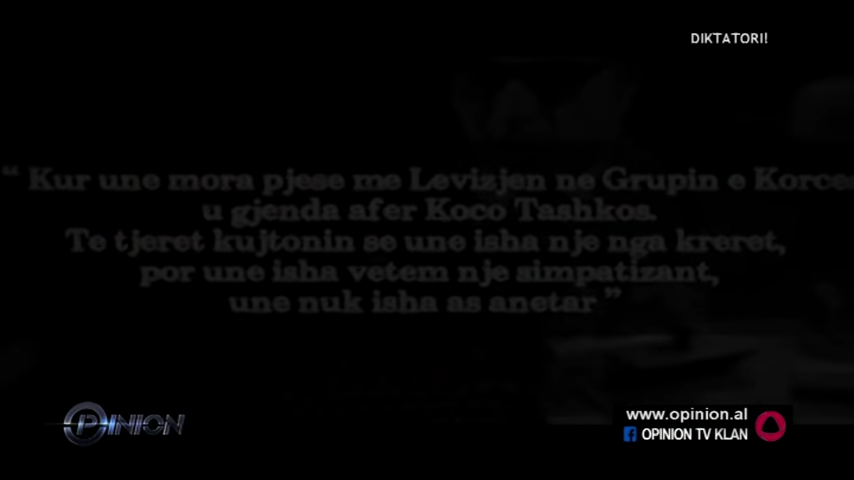 DIKTATORI!
“ Kur une mora pjese me Levizjen ne Grupin e Korces
u gjenda afer Koco Tashkos.
Te tjeret kujtonin se une isha nje nga kreret,
por une isha vetem nje simpatizant,
une nuk isha as anetar ”
OPINION
www.opinion.al
OPINION TV KLAN